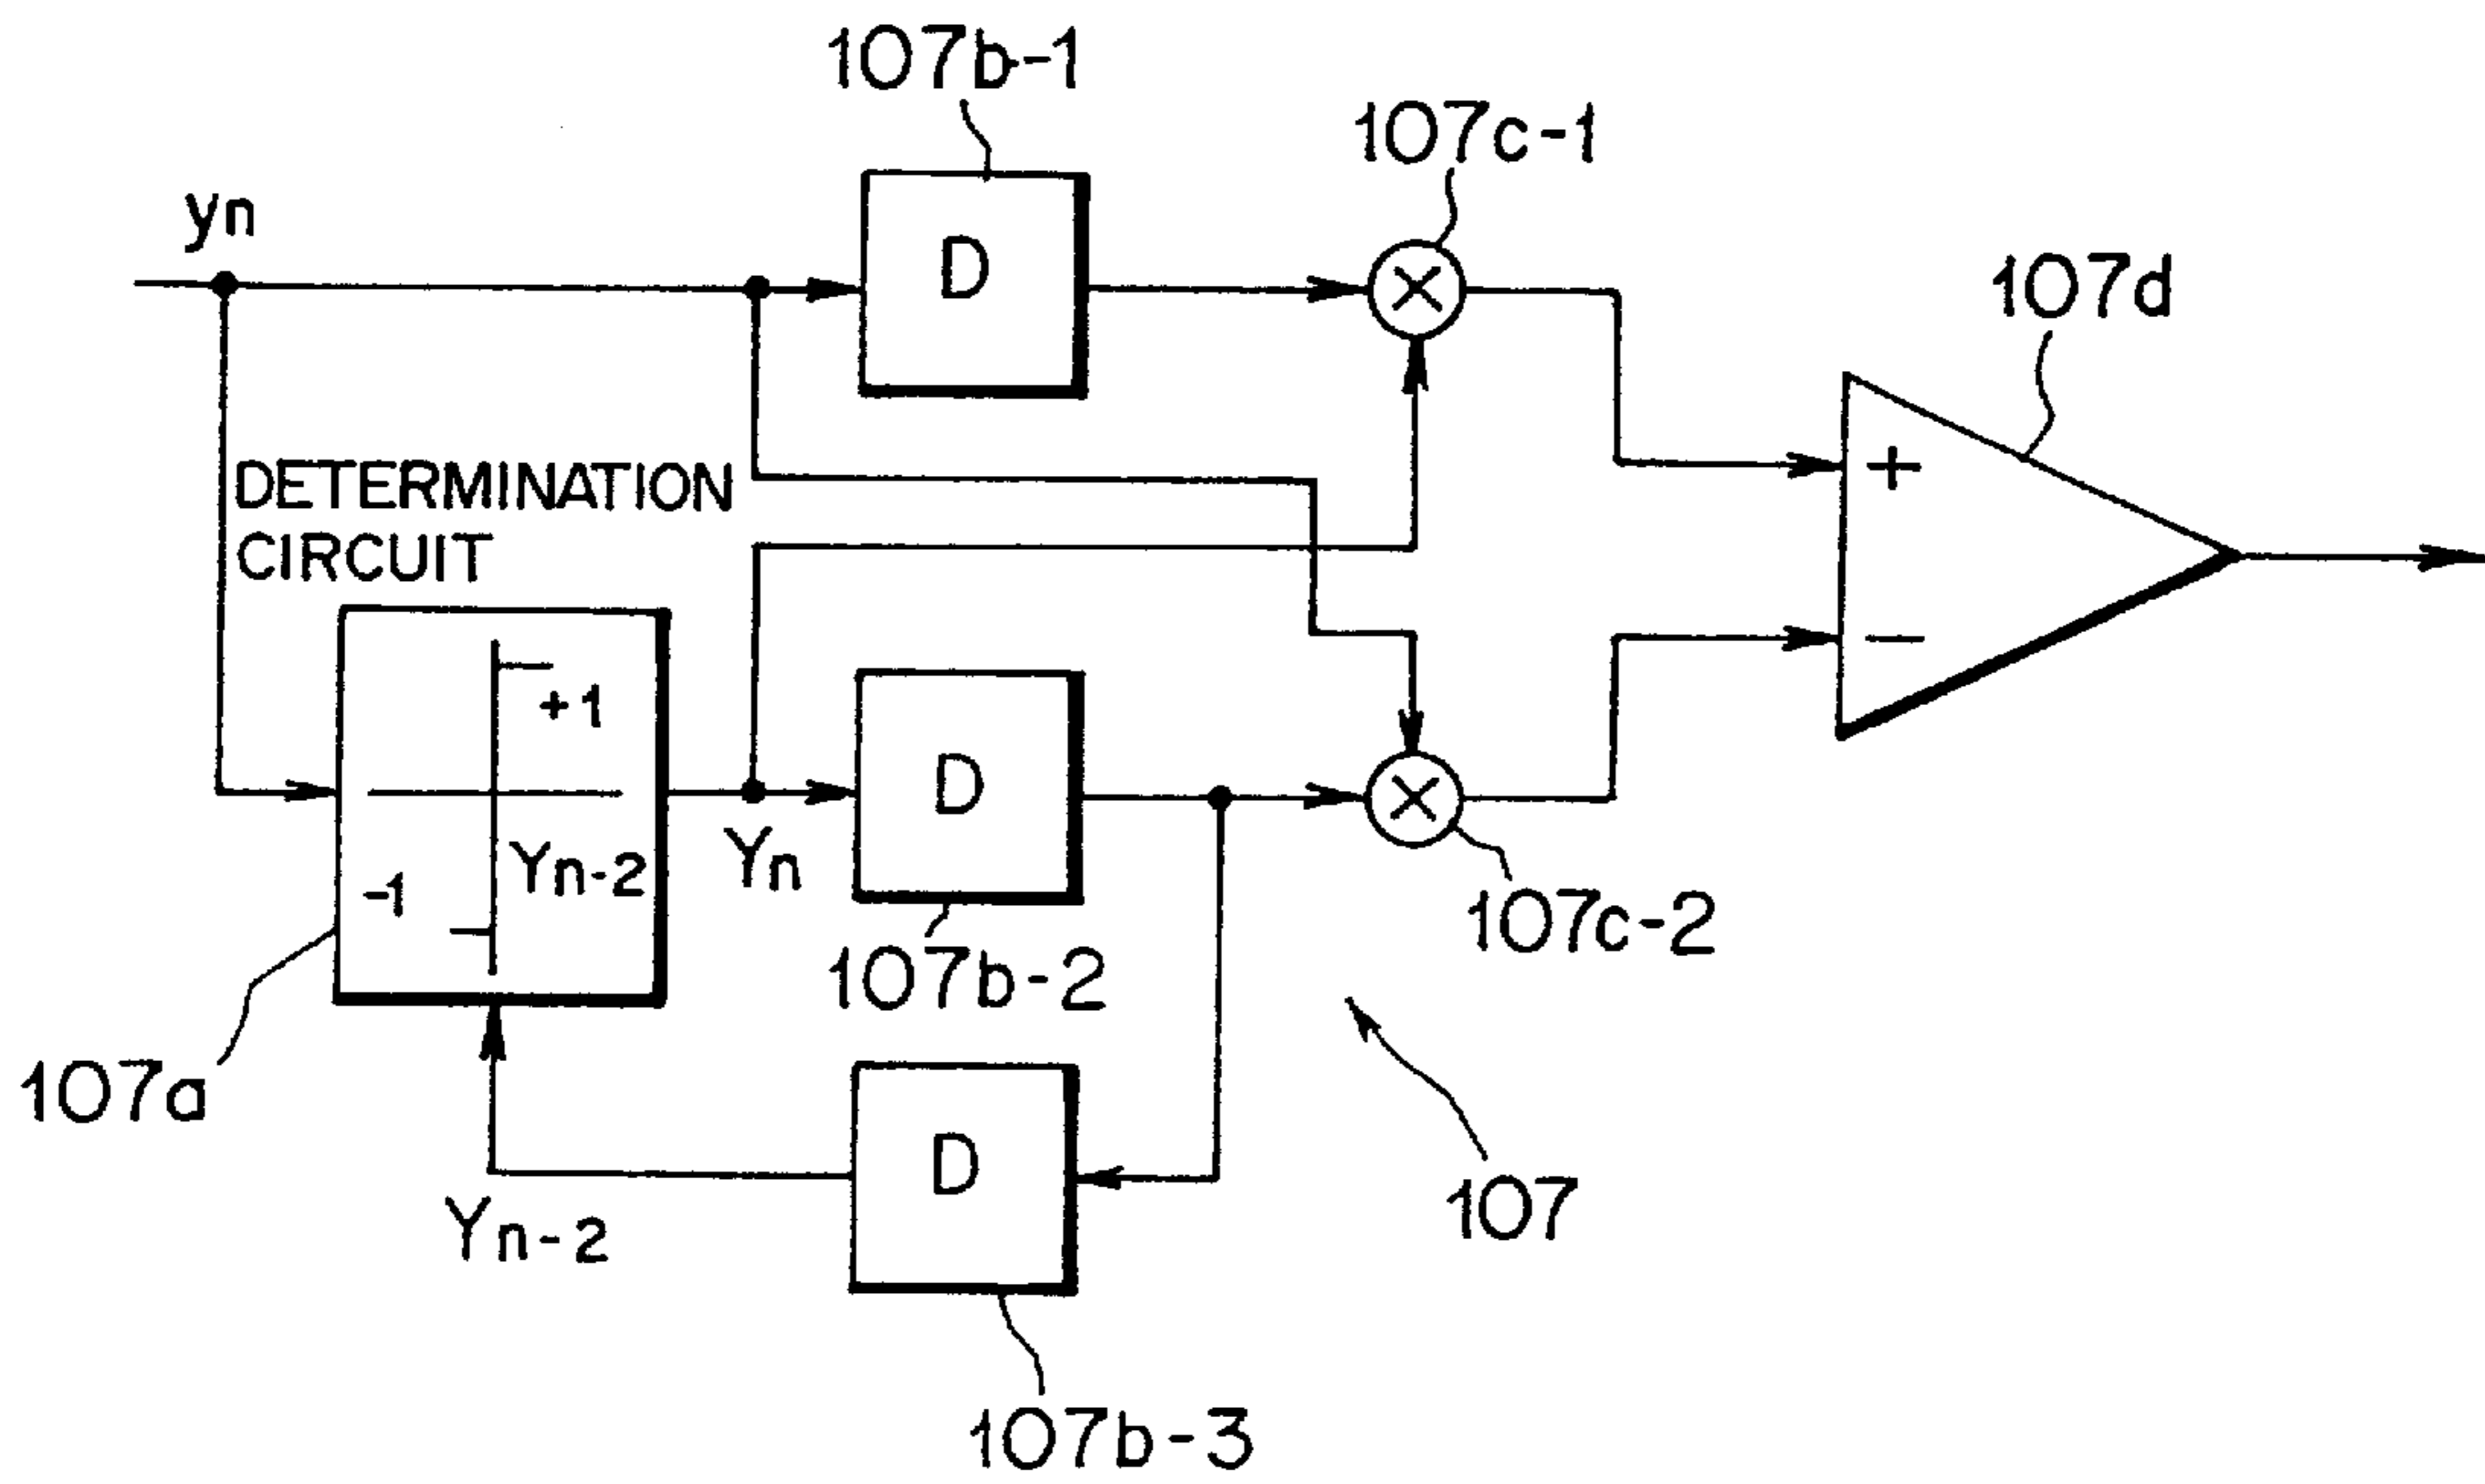 107b-1
107c-1
yn
D
107d
DETERMINATION
CIRCUIT
+
+1
-1
Yn-2
Yn
D
−
107b-2
107c-2
107a
D
Yn-2
107
107b-3